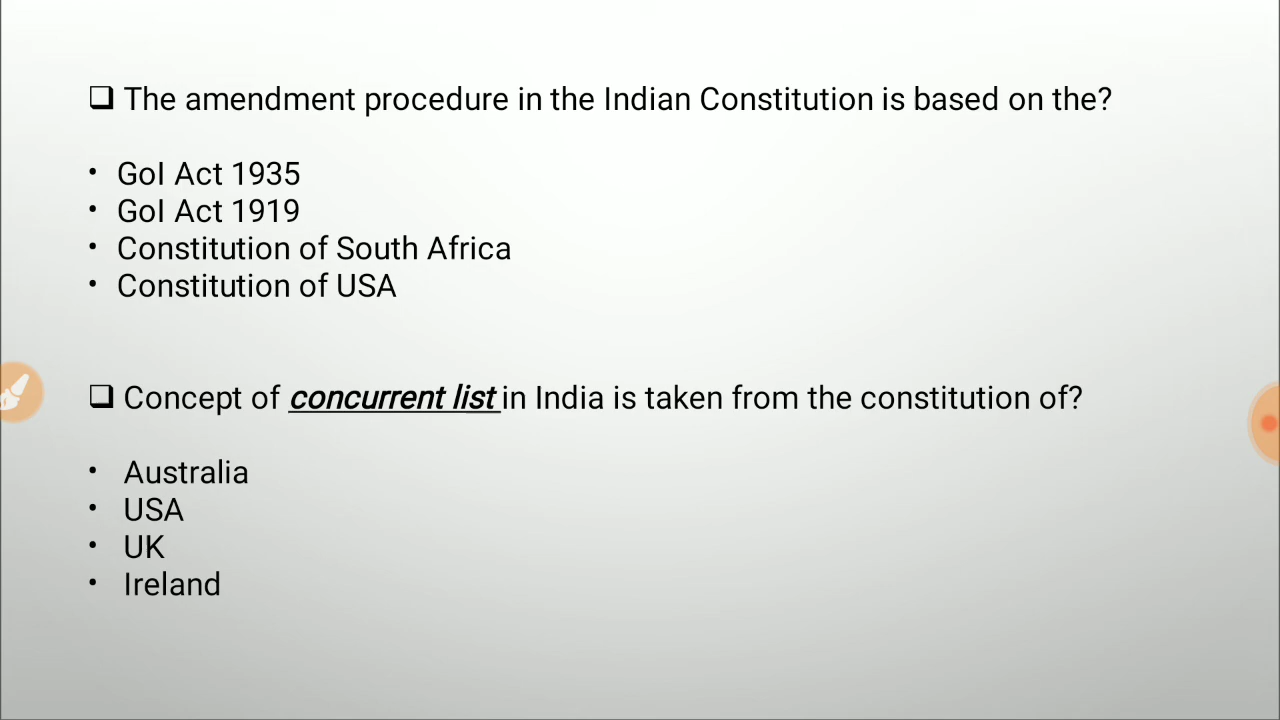 ❑ The amendment procedure in the Indian Constitution is based on the?
• GoI Act 1935
• GoI Act 1919
• Constitution of South Africa
• Constitution of USA
❑ Concept of concurrent list in India is taken from the constitution of?
• Australia
• USA
• UK
• Ireland